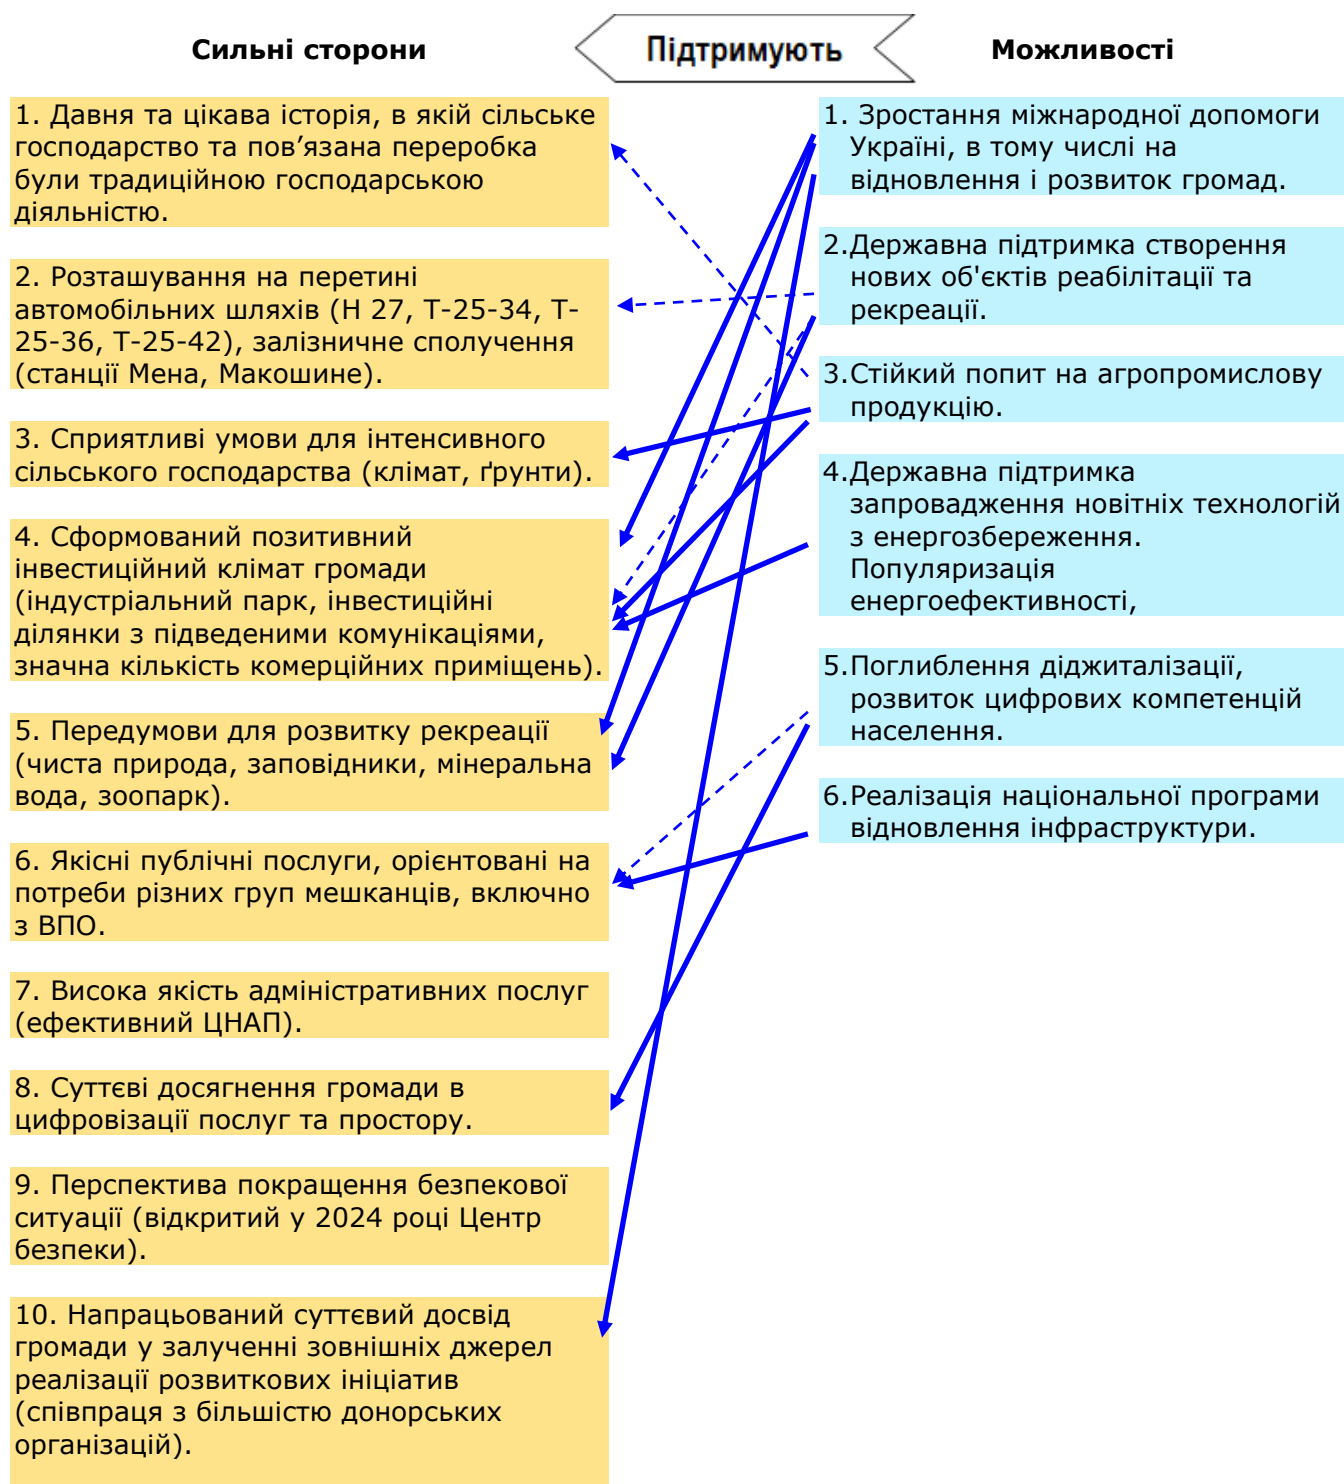 Сильні сторони
Підтримують
Можливості
1. Давня та цікава історія, в якій сільське
господарство та пов’язана переробка
були традиційною господарською
діяльністю.
2. Розташування на перетині
автомобільних шляхів (Н 27, Т-25-34, Т-
25-36, Т-25-42), залізничне сполучення
(станції Мена, Макошине).
3. Сприятливі умови для інтенсивного
сільського господарства (клімат, ґрунти).
4. Сформований позитивний
інвестиційний клімат громади
(індустріальний парк, інвестиційні
ділянки з підведеними комунікаціями,
значна кількість комерційних приміщень).
5. Передумови для розвитку рекреації
(чиста природа, заповідники, мінеральна
вода, зоопарк).
6. Якісні публічні послуги, орієнтовані на
потреби різних груп мешканців, включно
з ВПО.
7. Висока якість адміністративних послуг
(ефективний ЦНАП).
8. Суттєві досягнення громади в
цифровізації послуг та простору.
9. Перспектива покращення безпекової
ситуації (відкритий у 2024 році Центр
безпеки).
10. Напрацьований суттєвий досвід
громади у залученні зовнішніх джерел
реалізації розвиткових ініціатив
(співпраця з більшістю донорських
організацій).
1. Зростання міжнародної допомоги
Україні, в тому числі на
відновлення і розвиток громад.
2.Державна підтримка створення
нових об'єктів реабілітації та
рекреації.
3.Стійкий попит на агропромислову
продукцію.
4.Державна підтримка
запровадження новітніх технологій
з енергозбереження.
Популяризація
енергоефективності,
5.Поглиблення діджиталізації,
розвиток цифрових компетенцій
населення.
6.Реалізація національної програми
відновлення інфраструктури.